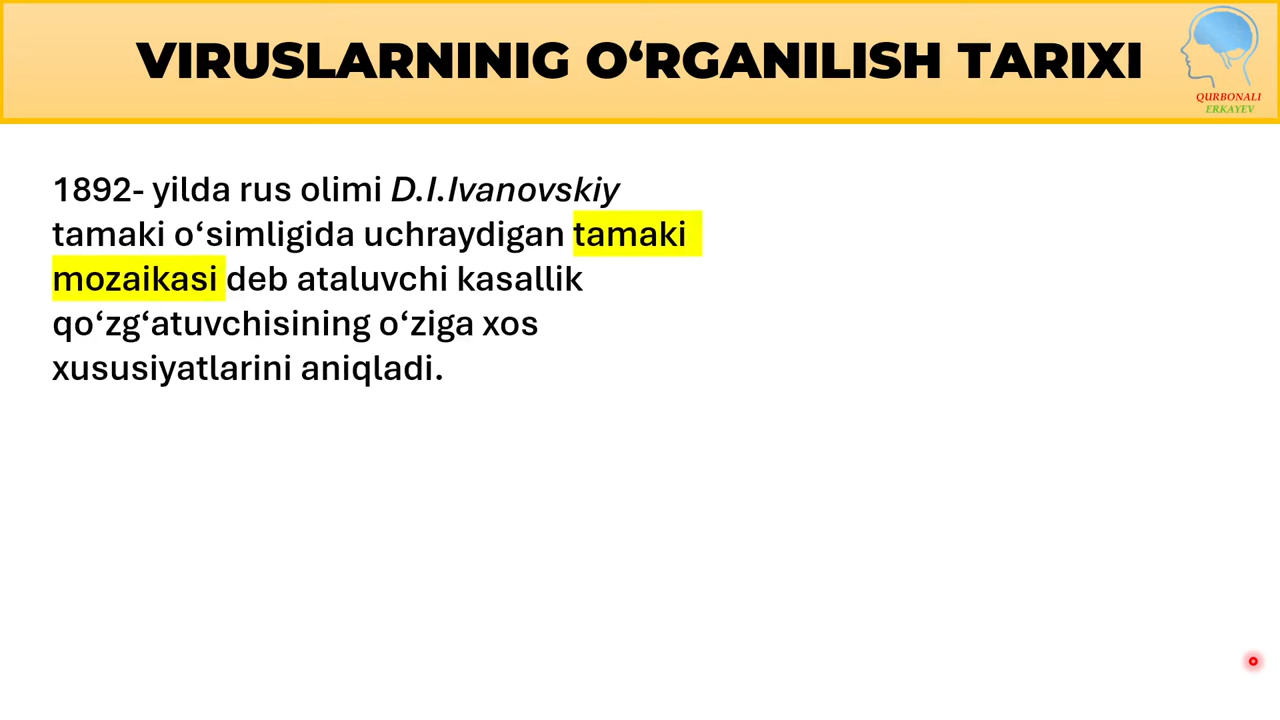 VIRUSLARNINIG O‘RGANILISH TARIXI
QURBONALI
ERKAYEV
1892- yilda rus olimi D.I.Ivanovskiy
tamaki o‘simligida uchraydigan tamaki
mozaikasi deb ataluvchi kasallik
qo‘zg‘atuvchisining o‘ziga xos
xususiyatlarini aniqladi.